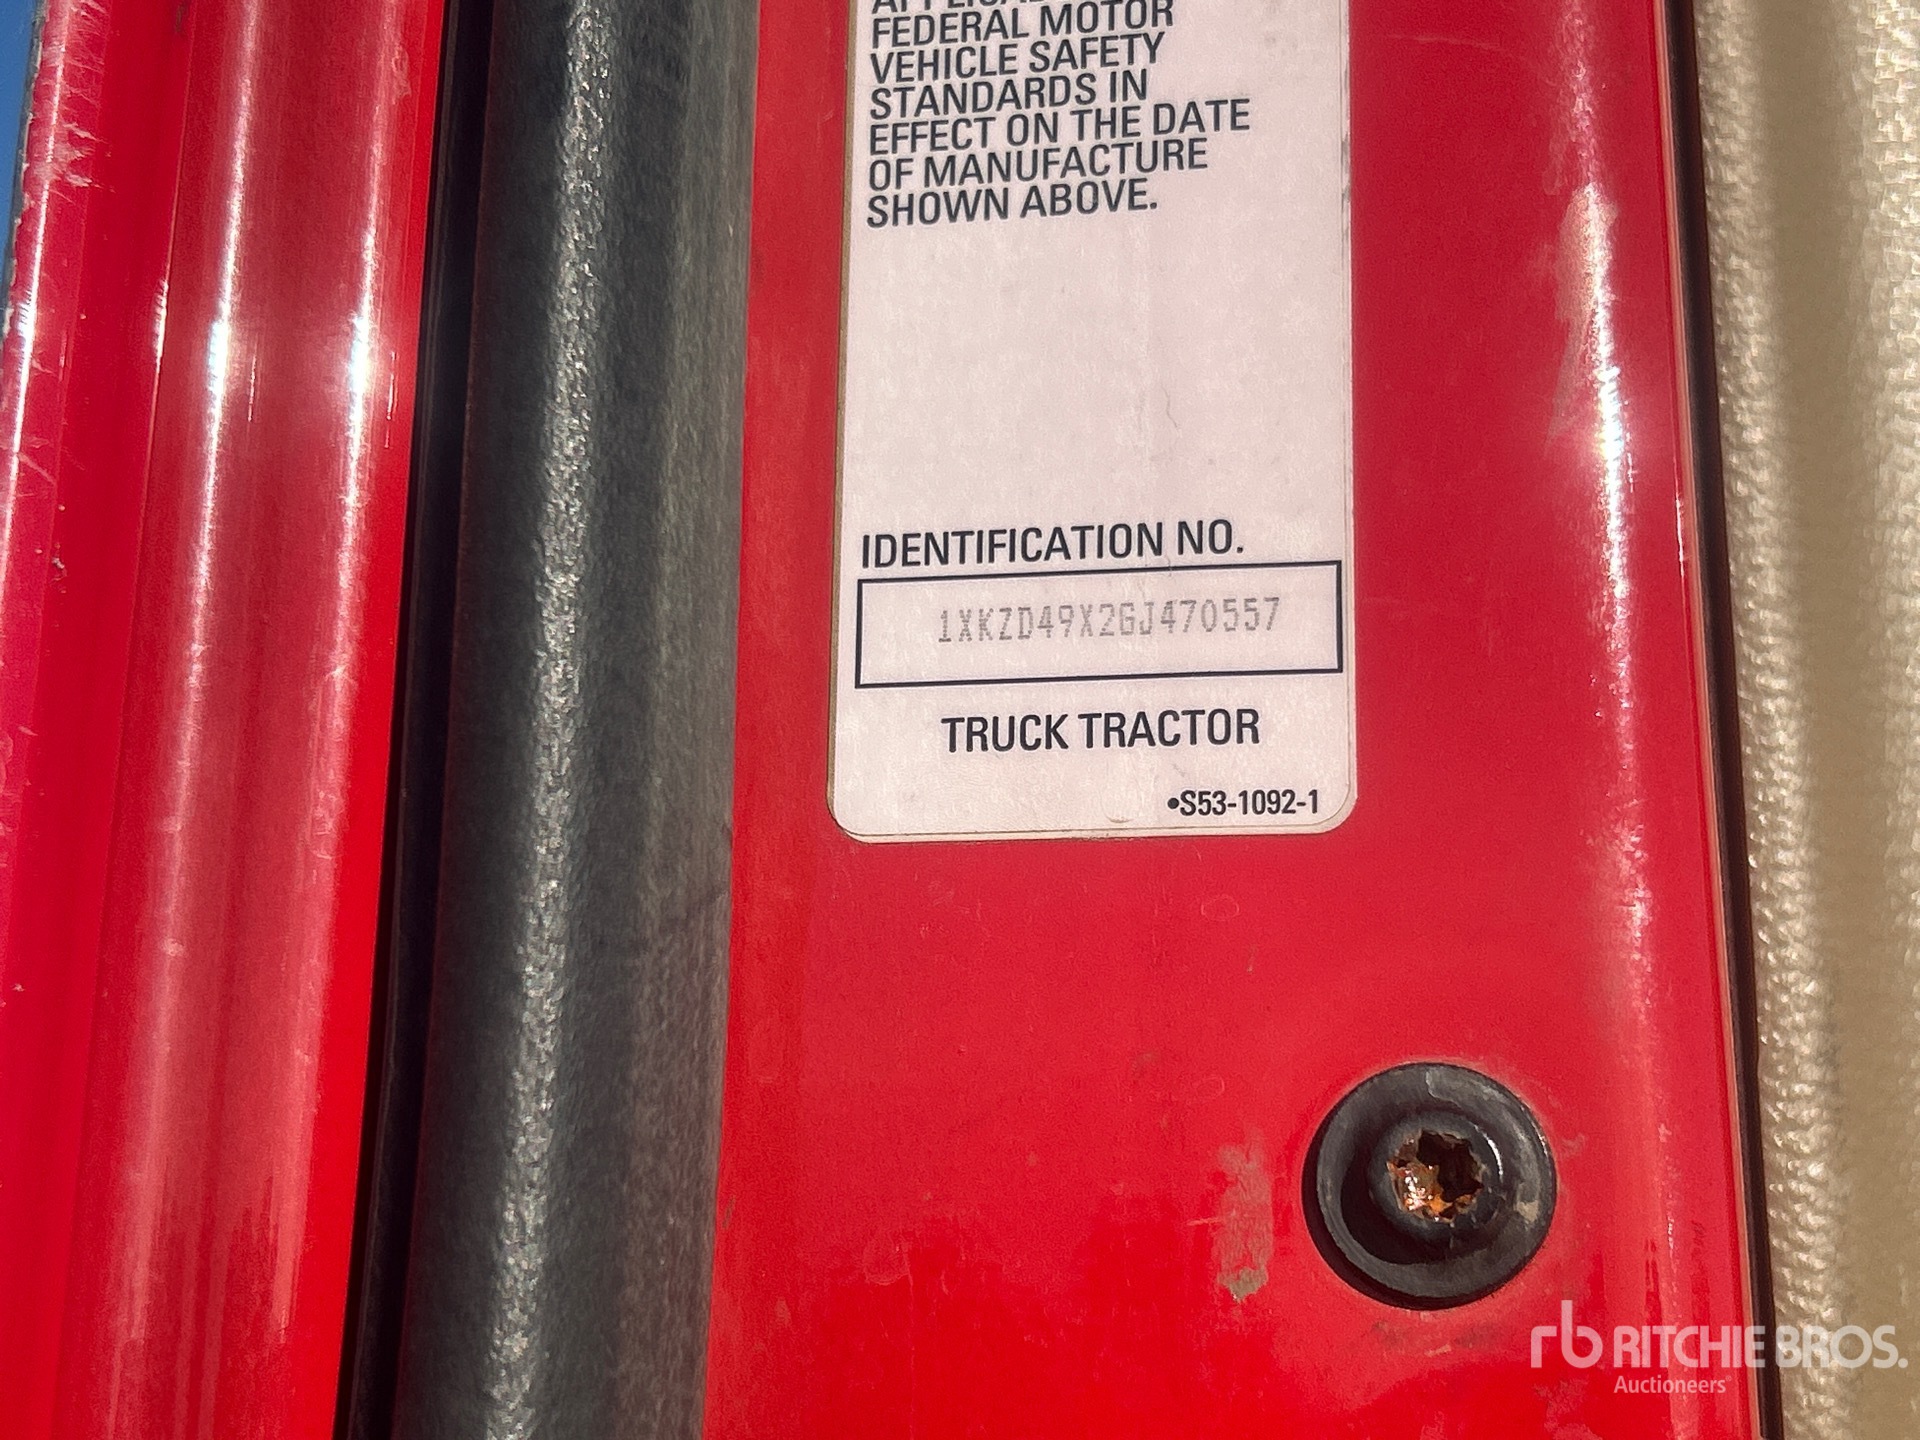 FEDERAL MOTOR
VEHICLE SAFETY
STANDARDS IN
EFFECT ON THE DATE
OF MANUFACTURE
SHOWN ABOVE.
IDENTIFICATION NO.
1XKZD49X2GJ470557
TRUCK TRACTOR
•S53-1092-1
rb RITCHIE BROS.
Auctioneers